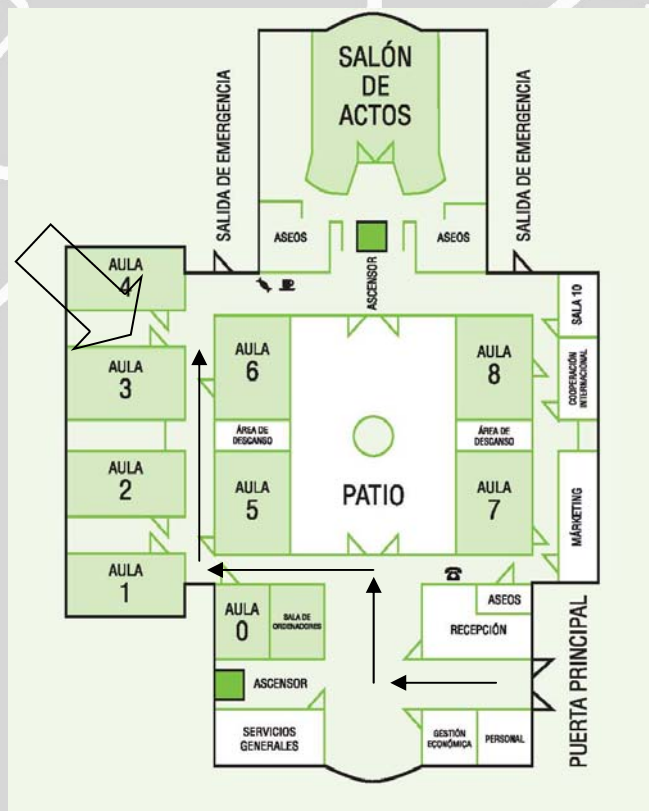 SALÓN
DE
ACTOS
SALIDA DE EMERGENCIA
SALIDA DE EMERGENCIA
ASEOS
ASEOS
ASCENSOR
AULA
4
SALA 10
AULA
3
AULA
6
AULA
8
COOPERACIÓN
INTERNACIONAL
ÁREA DE
DESCANSO
ÁREA DE
DESCANSO
AULA
2
AULA
5
PATIO
AULA
7
MÁRKETING
AULA
1
AULA
0
SALA DE
ORDENADORES
ASEOS
RECEPCIÓN
PUERTA PRINCIPAL
ASCENSOR
SERVICIOS
GENERALES
GESTIÓN
ECONÓMICA
PERSONAL